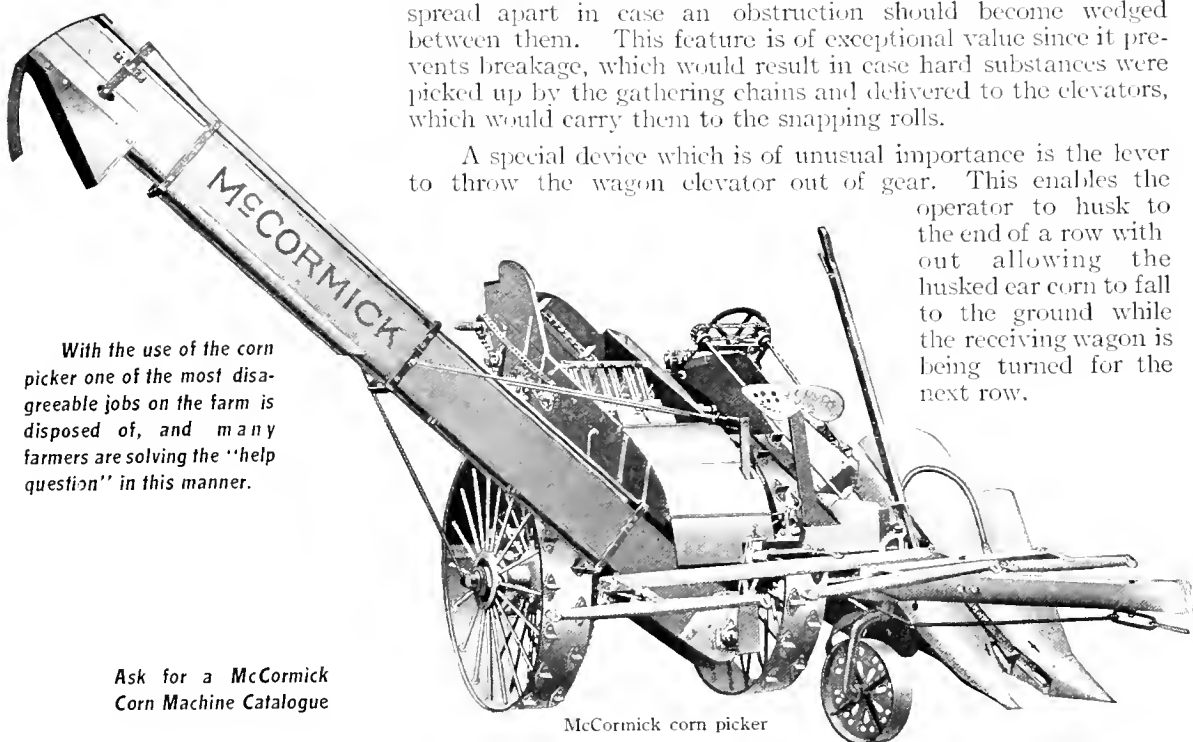 spread apart in case an obstruction should become wedged
between them. This feature is of exceptional value since it pre-
vents breakage, which would result in case hard substances were
picked up by the gathering chains and delivered to the elevators,
which would carry them to the snapping rolls.
A special device which is of unusual importance is the lever
to throw the wagon elevator out of gear. This enables the
operator to husk to
the end of a row with
out allowing the
husked ear corn to fall
to the ground while
the receiving wagon is
being turned for the
next row.
McCORMICK
With the use of the corn
picker one of the most disa-
greeable jobs on the farm is
disposed of, and many
farmers are solving the "help
question" in this manner.
Ask for a McCormick
Corn Machine Catalogue
McCormick corn picker